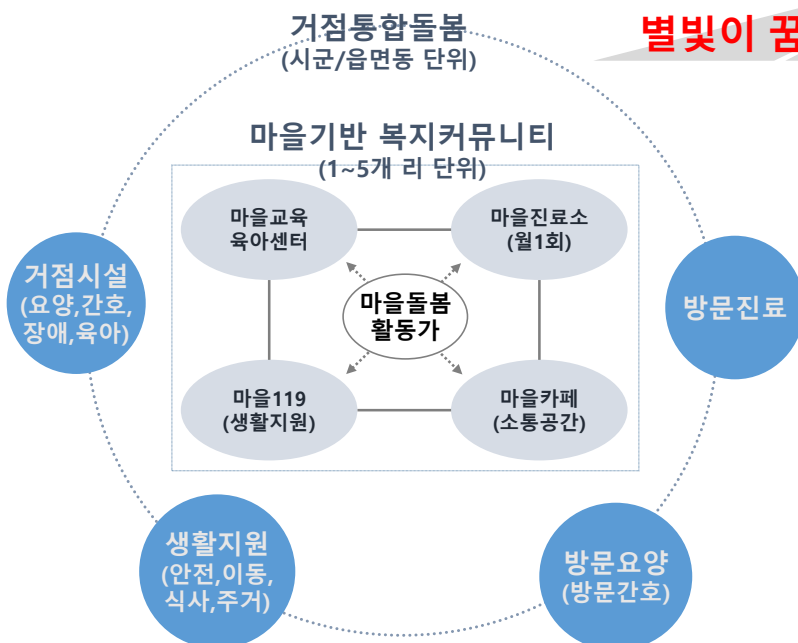 거점통합돌봄
(시군/읍면동 단위)
별빛이 꿈
마을기반 복지커뮤니티
(1~5개 리 단위)
마을교육
육아센터
마을진료소
(월1회)
거점시설
(요양,간호,
장애,육아)
마을돌봄
활동가
방문진료
마을119
(생활지원)
마을카페
(소통공간)
생활지원
(안전,이동,
식사,주거)
방문요양
(방문간호)